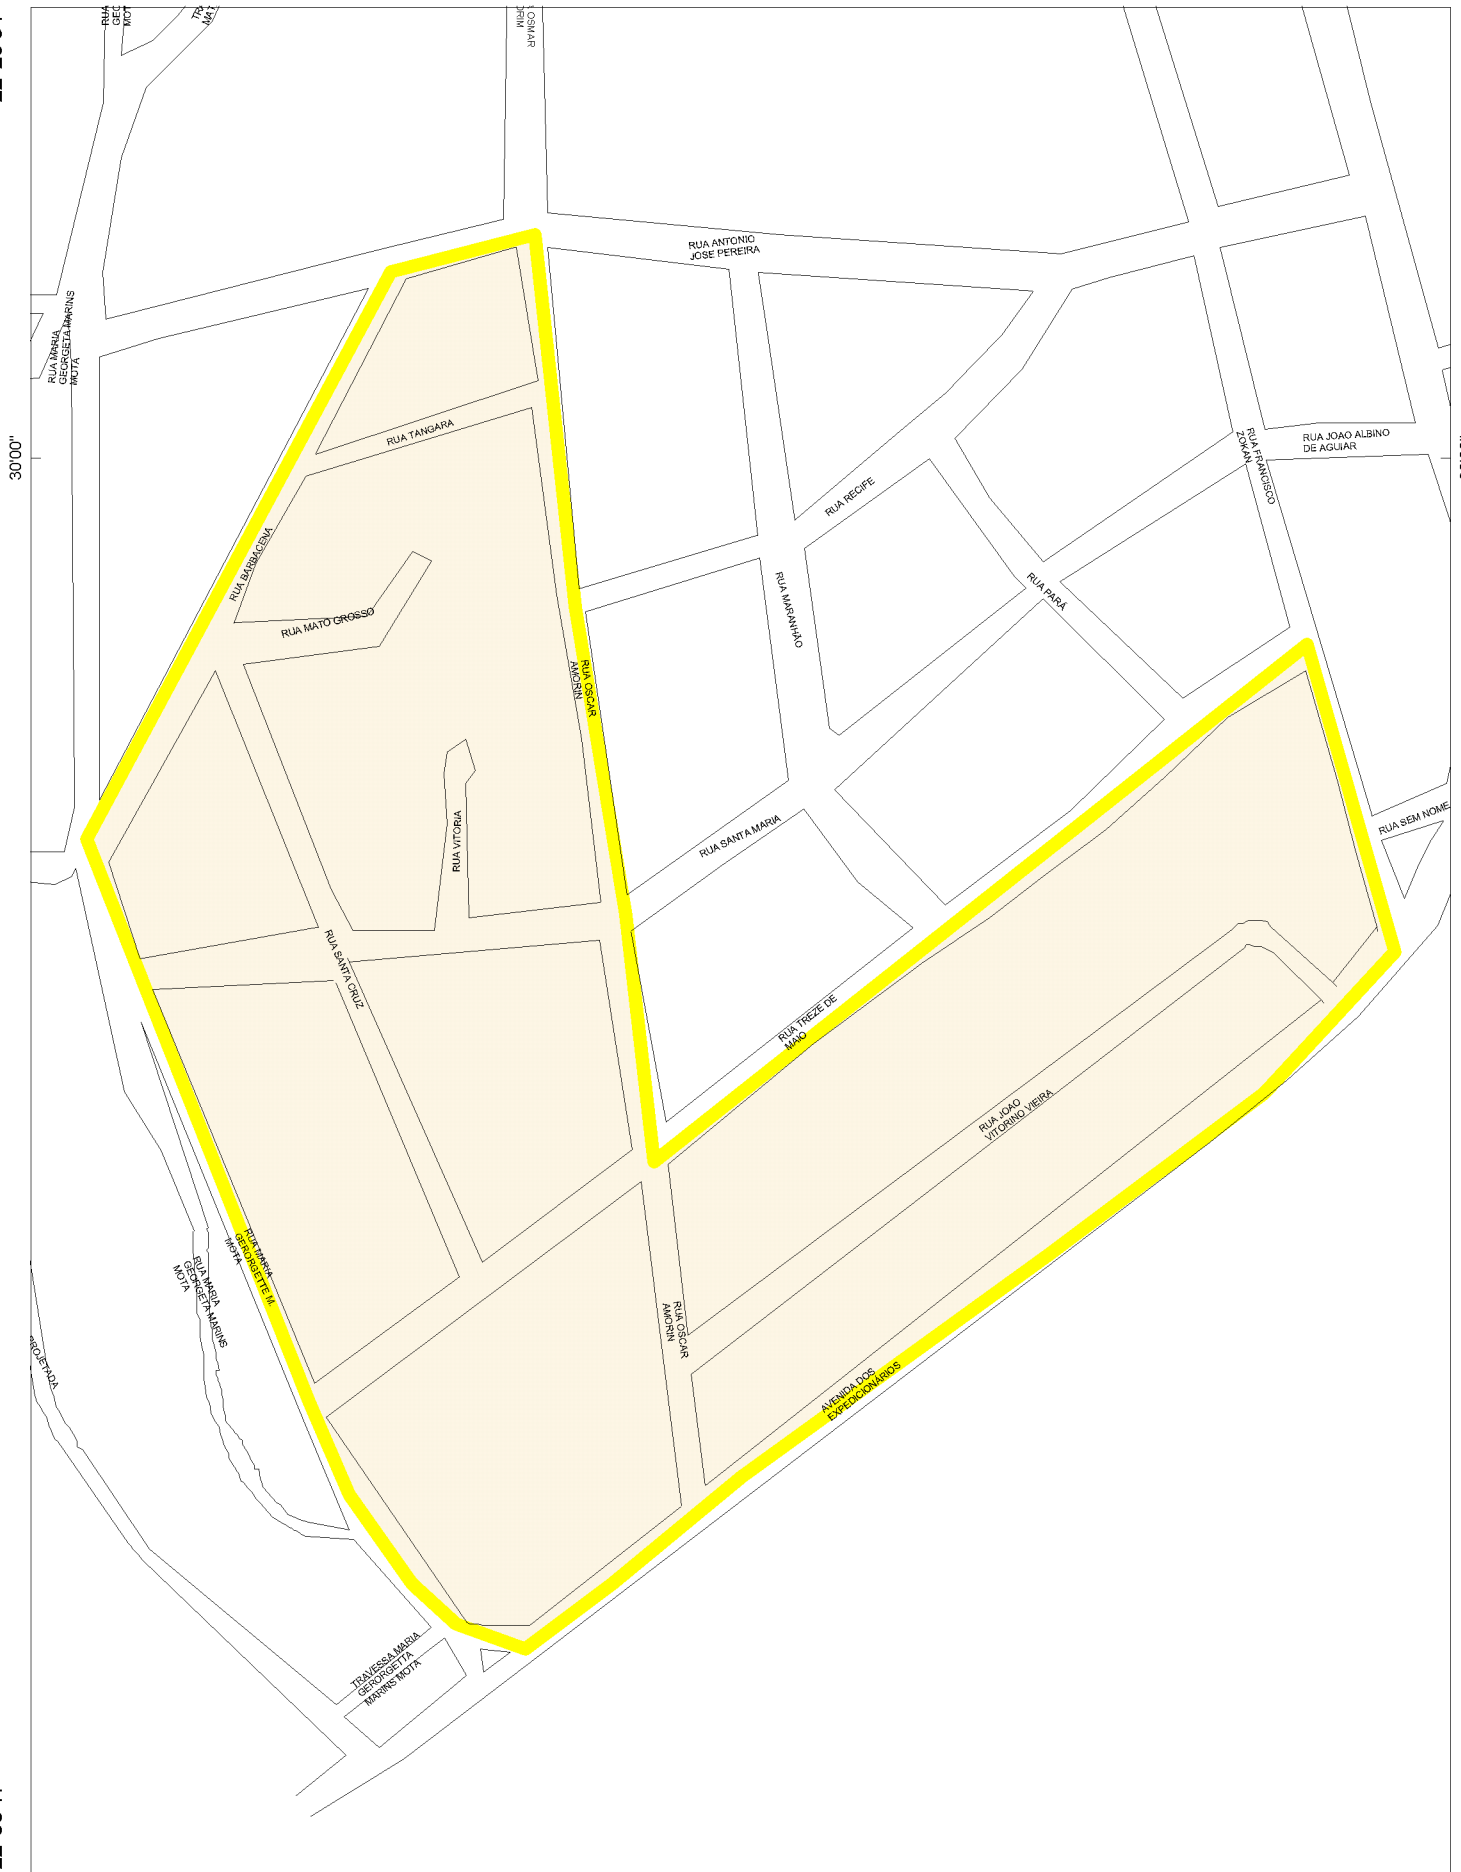 RUA
GEO
MOT
RUA ANTONIO
JOSE PEREIRA
RUA MARIA
GEORGETA MARINS
MOTA
30'00"
RUA TANGARA
RUA JOAO ALBINO
DE AGUIAR
RUA FRANCISCO
ZOKAN
RUA RECIFE
RUA BARBACENA
RUA MATO GROSSO
RUA MARANHÃO
RUA PARÁ
RUA OSCAR
AMORIN
RUA VITORIA
RUA SANTA MARIA
RUA SEM NOME
RUA SANTA CRUZ
RUA TREZE DE
MAIO
RUA JOAO
VITORINO VIEIRA
RUA MARIA
GERORGETTE M.
MOTA
RUA MARIA
GEORGETA MARINS
MOTA
RUA OSCAR
AMORIN
PROJETADA
AVENIDA DOS
EXPEDICIONÁRIOS
TRAVESSA MARIA
GERORGETTA
MARINS MOTA